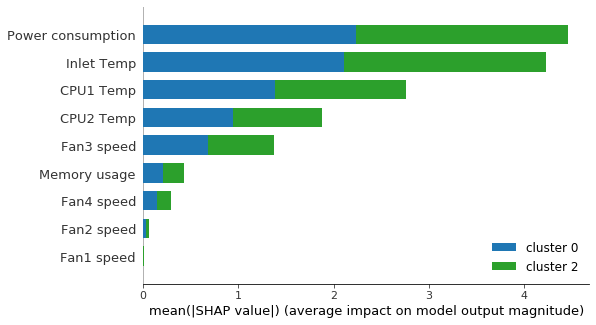 Power consumption
Inlet Temp
CPU1 Temp
CPU2 Temp
Fan3 speed
Memory usage
Fan4 speed
Fan2 speed
Fan1 speed
cluster 0
cluster 2
0 1 2 3 4
mean(|SHAP value|) (average impact on model output magnitude)